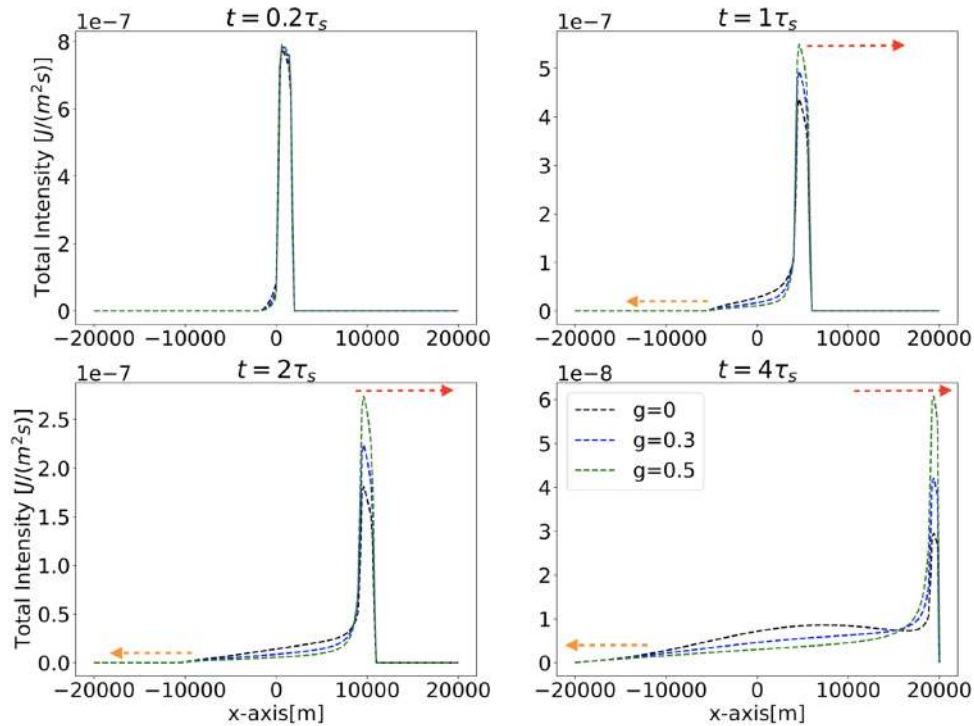 t = 0.2τs
1e−7
Total Intensity [J/(m²s)]
8
6
4
2
0
−20000 −10000 0 10000 20000
t = 1τs
1e−7
5
4
3
2
1
0
−20000 −10000 0 10000 20000
t = 2τs
1e−7
Total Intensity [J/(m²s)]
2.5
2.0
1.5
1.0
0.5
0.0
−20000 −10000 0 10000 20000
x-axis[m]
t = 4τs
1e−8
6
5
4
3
2
1
0
g=0
g=0.3
g=0.5
−20000 −10000 0 10000 20000
x-axis[m]